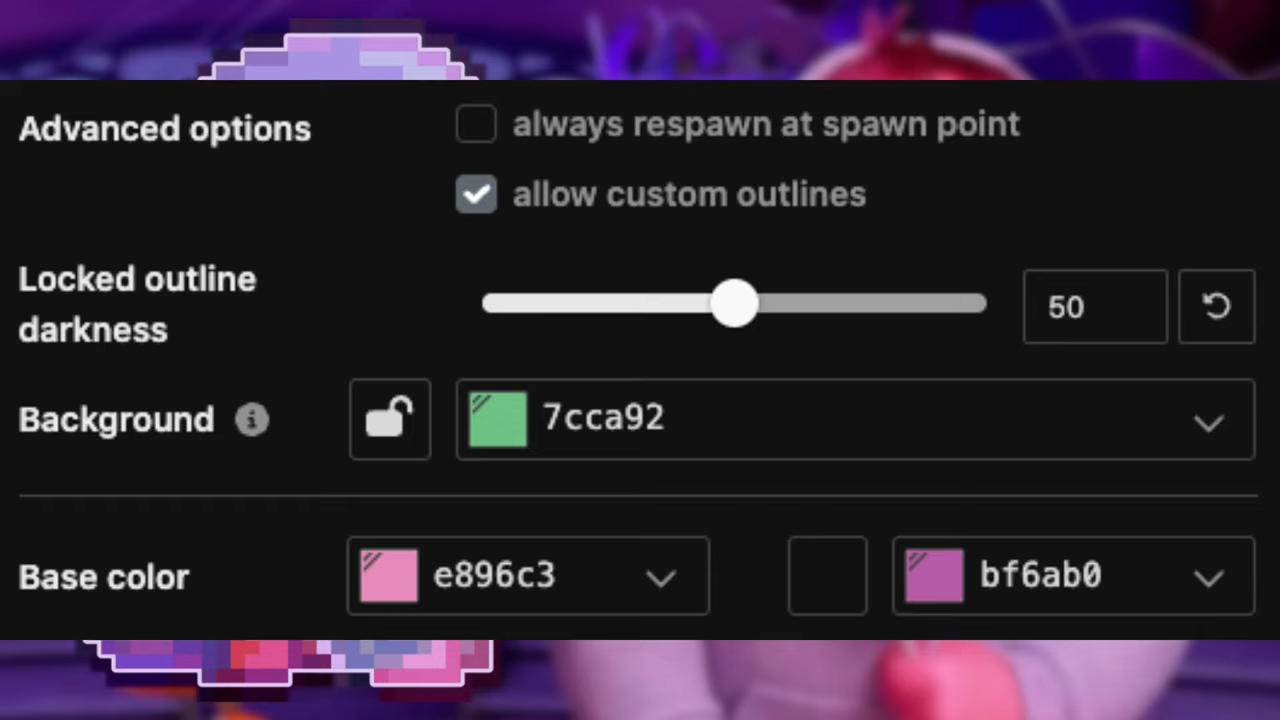 Advanced options
always respawn at spawn point
allow custom outlines
Locked outline
darkness
50
Background
7cca92
Base color
e896c3
bf6ab0